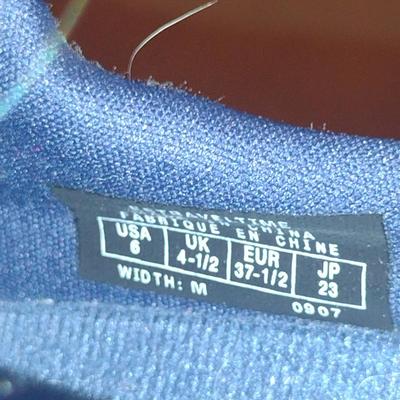 FABRIQUE EN CHINE
USA UK EUR JP
6 4-1/2 37-1/2 23
WIDTH: M
0907